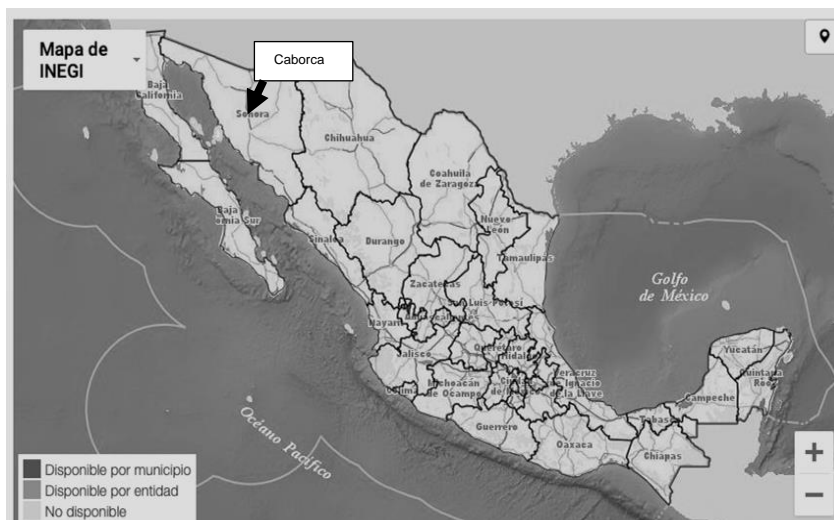 Mapa de
INEGI
Caborca
Baja
California
Sonora
Chihuahua
Coahuila
de Zaragoza
Nuevo
León
Tamaulipas
Baja
Sur
Sinaloa
Durango
Zacatecas
San Luis Potosí
Nayarit
Jalisco
Querétaro
Hidalgo
Colima
Michoacán
de Ocampo
Veracruz
de Ignacio
de la Llave
Guerrero
Oaxaca
Tabasco
Chiapas
Campeche
Yucatán
Quintana
Roo
Golfo
de México
Océano Pacífico
Disponible por municipio
Disponible por entidad
No disponible
+
−